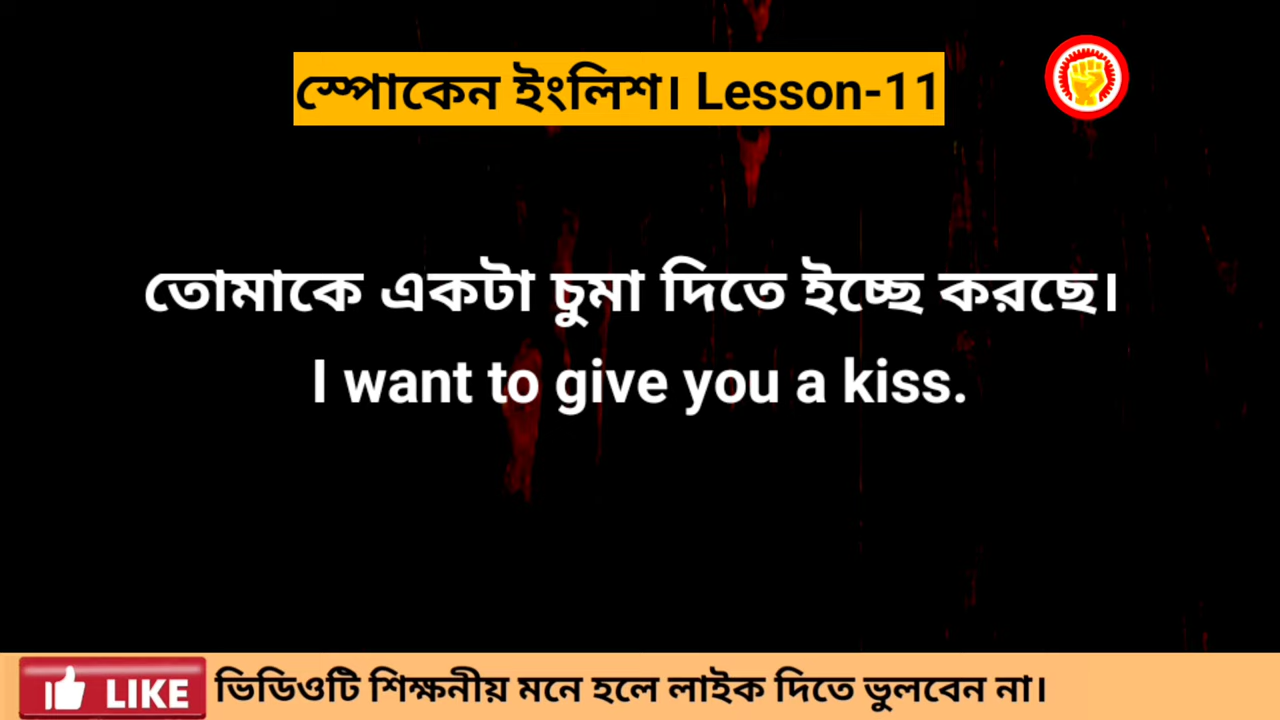 স্পোকেন ইংলিশ। Lesson-11
তোমাকে একটা চুমা দিতে ইচ্ছে করছে।
I want to give you a kiss.
LIKE ভিডিওটি শিক্ষনীয় মনে হলে লাইক দিতে ভুলবেন না।